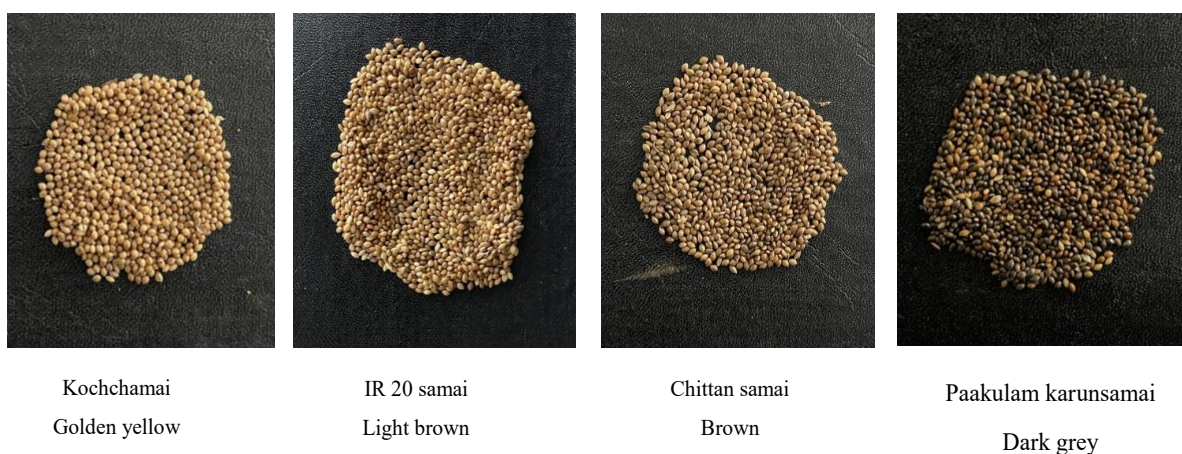 Kochchamai
Golden yellow
IR 20 samai
Light brown
Chittan samai
Brown
Paakulam karunsamai
Dark grey